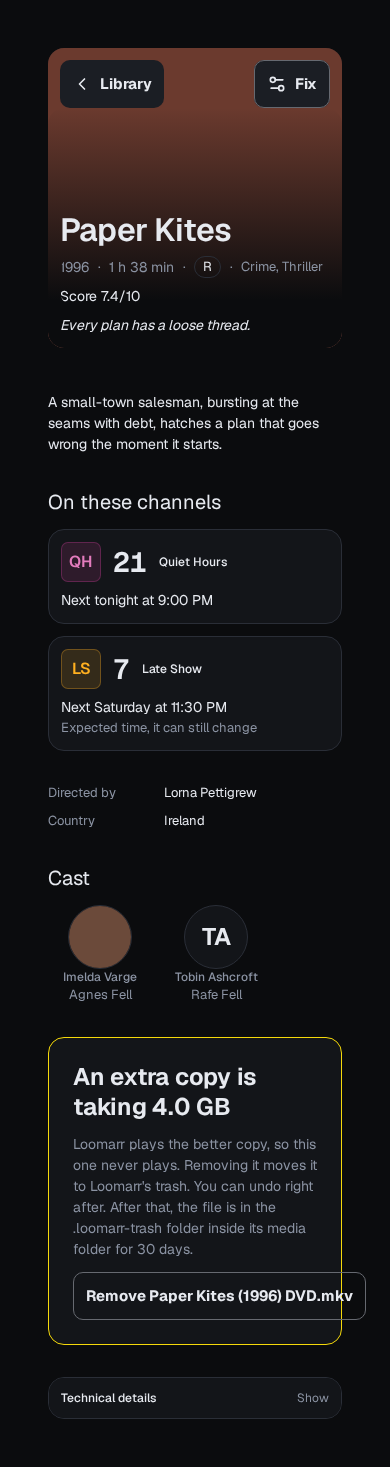 Library
Fix
Paper Kites
1996 · 1 h 38 min · R · Crime, Thriller
Score 7.4/10
Every plan has a loose thread.
A small-town salesman, bursting at the
seams with debt, hatches a plan that goes
wrong the moment it starts.
On these channels
QH 21 Quiet Hours
Next tonight at 9:00 PM
LS 7 Late Show
Next Saturday at 11:30 PM
Expected time, it can still change
Directed by Lorna Pettigrew
Country Ireland
Cast
TA
Imelda Varge
Agnes Fell
Tobin Ashcroft
Rafe Fell
An extra copy is
taking 4.0 GB
Loomarr plays the better copy, so this
one never plays. Removing it moves it
to Loomarr's trash. You can undo right
after. After that, the file is in the
.loomarr-trash folder inside its media
folder for 30 days.
Remove Paper Kites (1996) DVD.mkv
Technical details Show